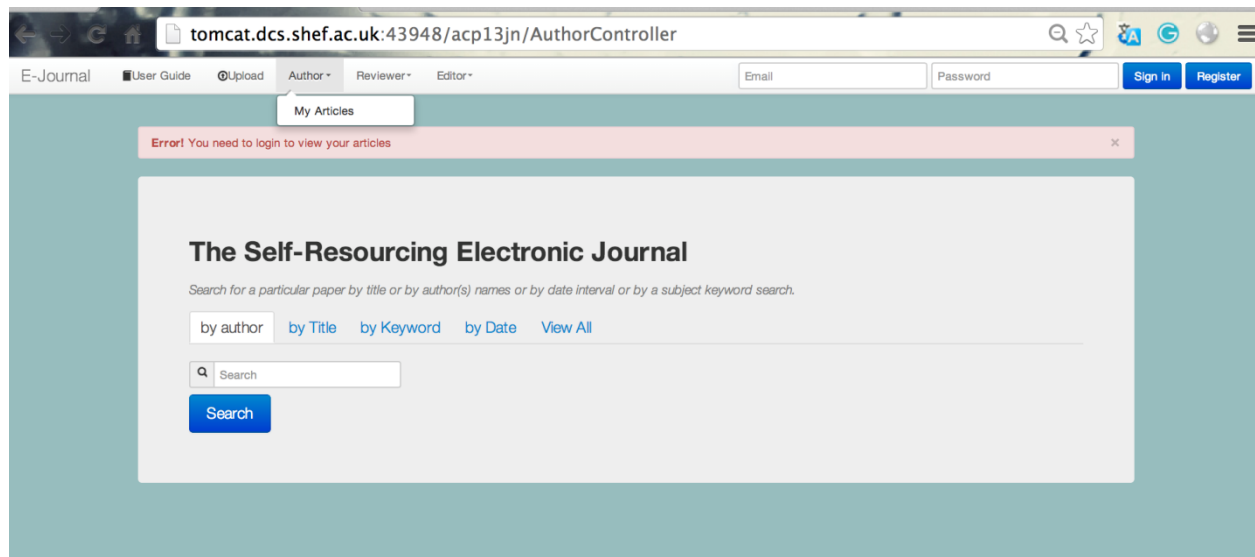 tomcat.dcs.shef.ac.uk:43948/acp13jn/AuthorController
E-Journal User Guide Upload Author Reviewer Editor Email Password Sign in Register
My Articles
Error! You need to login to view your articles ×
The Self-Resourcing Electronic Journal
Search for a particular paper by title or by author(s) names or by date interval or by a subject keyword search.
by author by Title by Keyword by Date View All
Search
Search